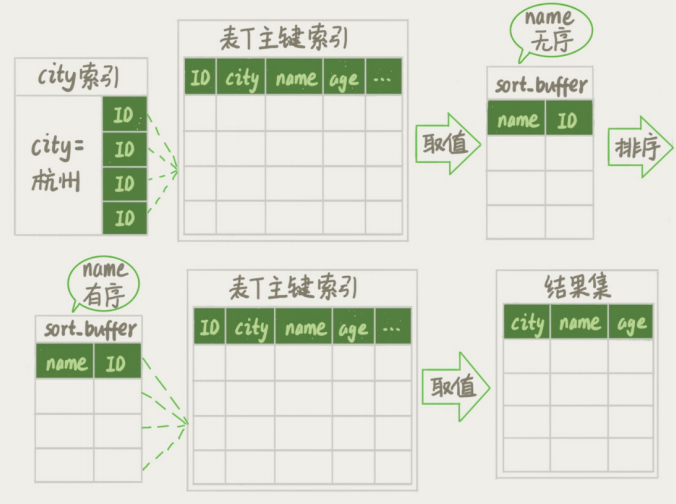 city索引
city=
杭州
ID
ID
ID
ID
表T主键索引
ID city name age ...
取值
name
无序
sort_buffer
name ID
排序
name
有序
sort_buffer
name ID
表T主键索引
ID city name age ...
取值
结果集
city name age